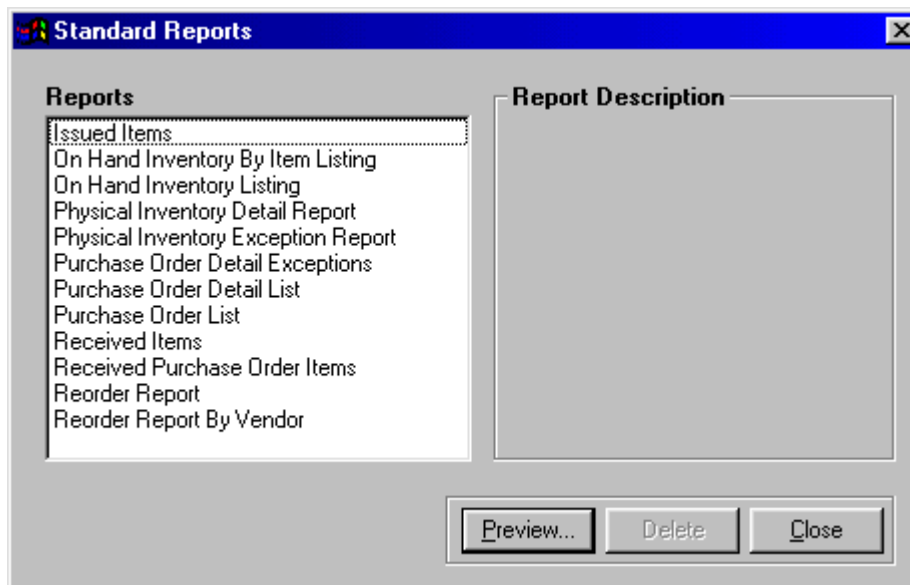 Standard Reports
Reports
Issued Items
On Hand Inventory By Item Listing
On Hand Inventory Listing
Physical Inventory Detail Report
Physical Inventory Exception Report
Purchase Order Detail Exceptions
Purchase Order Detail List
Purchase Order List
Received Items
Received Purchase Order Items
Reorder Report
Reorder Report By Vendor
Report Description
Preview... Delete Close